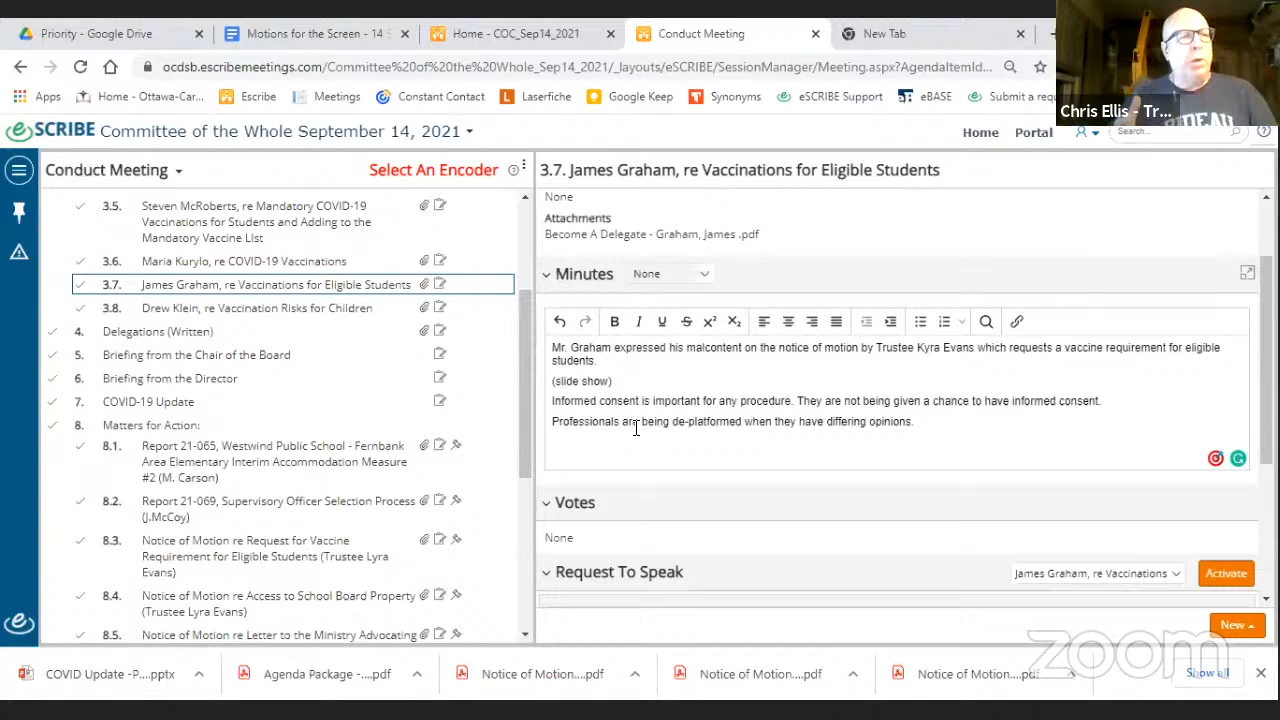 Priority - Google Drive
Motions for the Screen - 14 S
Home - COC_Sep14_2021
Conduct Meeting
New Tab
ocdsb.escribemeetings.com/Committee%20of%20the%20Whole_Sep14_2021/_layouts/eSCRIBE/SessionManager/Meeting.aspx?AgendaItemId...
Apps
Home - Ottawa-Car...
Escribe
Meetings
Constant Contact
Laserfiche
Google Keep
Synonyms
eSCRIBE Support
eBASE
Submit a req
Chris Ellis - Tr...
eSCRIBE Committee of the Whole September 14, 2021
Home
Portal
Search...
Conduct Meeting
Select An Encoder
3.5. Steven McRoberts, re Mandatory COVID-19
Vaccinations for Students and Adding to the
Mandatory Vaccine LIst
3.6. Maria Kurylo, re COVID-19 Vaccinations
3.7. James Graham, re Vaccinations for Eligible Students
3.8. Drew Klein, re Vaccination Risks for Children
4. Delegations (Written)
5. Briefing from the Chair of the Board
6. Briefing from the Director
7. COVID-19 Update
8. Matters for Action:
8.1. Report 21-065, Westwind Public School - Fernbank
Area Elementary Interim Accommodation Measure
#2 (M. Carson)
8.2. Report 21-069, Supervisory Officer Selection Process
(J.McCoy)
8.3. Notice of Motion re Request for Vaccine
Requirement for Eligible Students (Trustee Lyra
Evans)
8.4. Notice of Motion re Access to School Board Property
(Trustee Lyra Evans)
8.5. Notice of Motion re Letter to the Ministry Advocating
3.7. James Graham, re Vaccinations for Eligible Students
None
Attachments
Become A Delegate - Graham, James .pdf
Minutes
None
B I U S X² X₂
Mr. Graham expressed his malcontent on the notice of motion by Trustee Kyra Evans which requests a vaccine requirement for eligible
students.
(slide show)
Informed consent is important for any procedure. They are not being given a chance to have informed consent.
Professionals are being de-platformed when they have differing opinions.
Votes
None
Request To Speak
James Graham, re Vaccinations
Activate
New
zoom
COVID Update -P....pptx
Agenda Package -....pdf
Notice of Motion....pdf
Notice of Motion....pdf
Notice of Motion....pdf
Show all